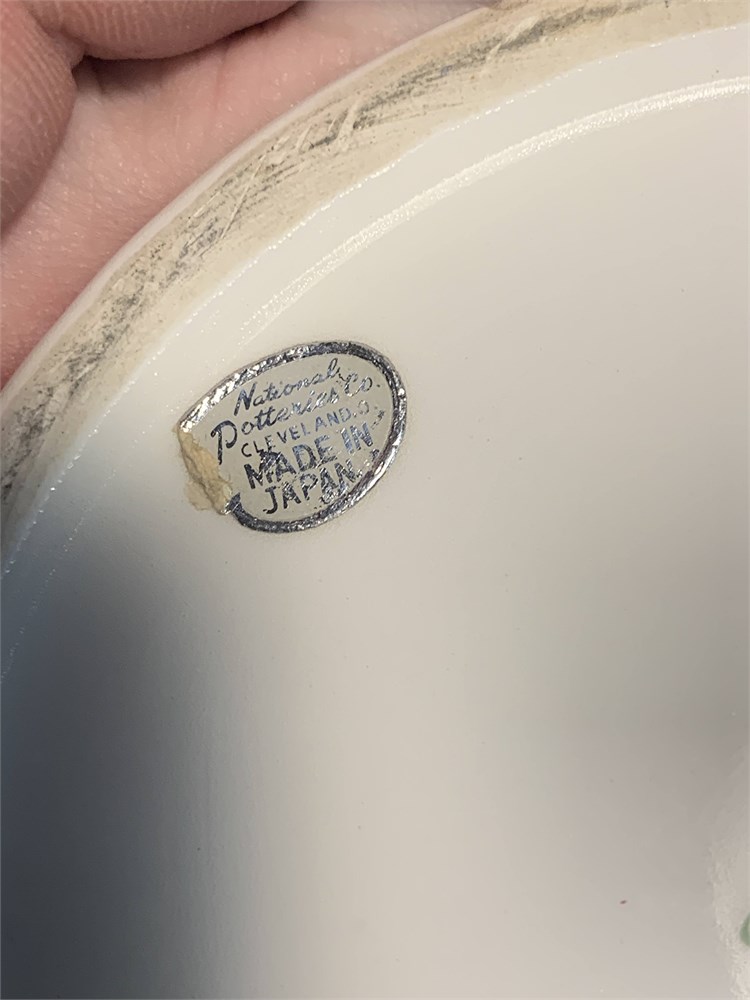 National
Potteries Co.
CLEVELAND, O.
MADE IN
JAPAN